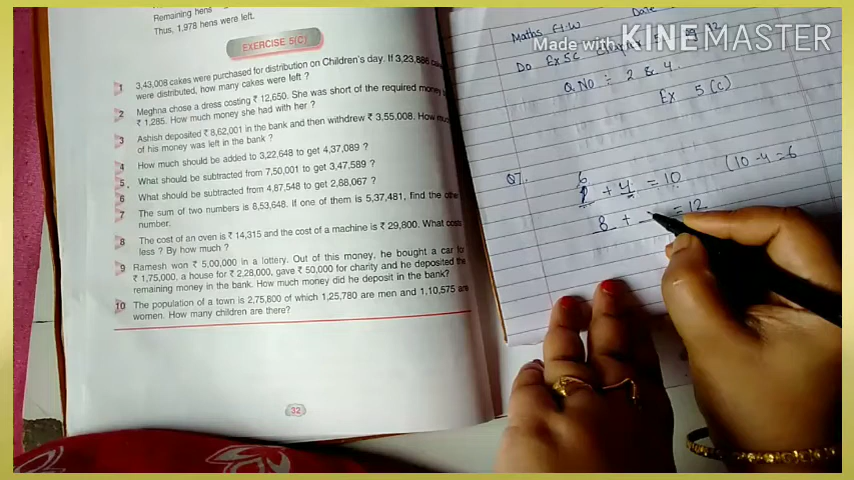 Remaining hens
Thus, 1,978 hens were left.
EXERCISE 5(C)
1 3,43,000 cakes were purchased for distribution on Children's day. If 3,23,886
were distributed, how many cakes were left ?
2 Meghna chose a dress costing ₹ 12,650. She was short of the required money
₹ 1,285. How much money she had with her ?
3 Ashish deposited ₹ 8,62,001 in the bank and then withdrew ₹ 3,55,008. How
of his money was left in the bank ?
4 How much should be added to 3,22,648 to get 4,37,089 ?
5. What should be subtracted from 7,50,001 to get 3,47,589 ?
6 What should be subtracted from 4,87,548 to get 2,88,067 ?
7 The sum of two numbers is 8,53,648. If one of them is 5,37,481, find the
number.
8 The cost of an oven is ₹ 14,315 and the cost of a machine is ₹ 29,800. What
less ? By how much ?
9 Ramesh won ₹ 5,00,000 in a lottery. Out of this money, he bought a car for
₹ 1,75,000, a house for ₹ 2,28,000, gave ₹ 50,000 for charity and he deposited the
remaining money in the bank. How much money did he deposit in the bank?
10 The population of a town is 2,75,800 of which 1,25,780 are men and 1,10,575 are
women. How many children are there?
32
Date
Maths H.W
Made with KINEMASTER
Do Ex 5C
Q.NO = 2 & 4.
Ex 5 (c)
Q7.
6
+ 4 = 10 (10-4=6
8 + = 12